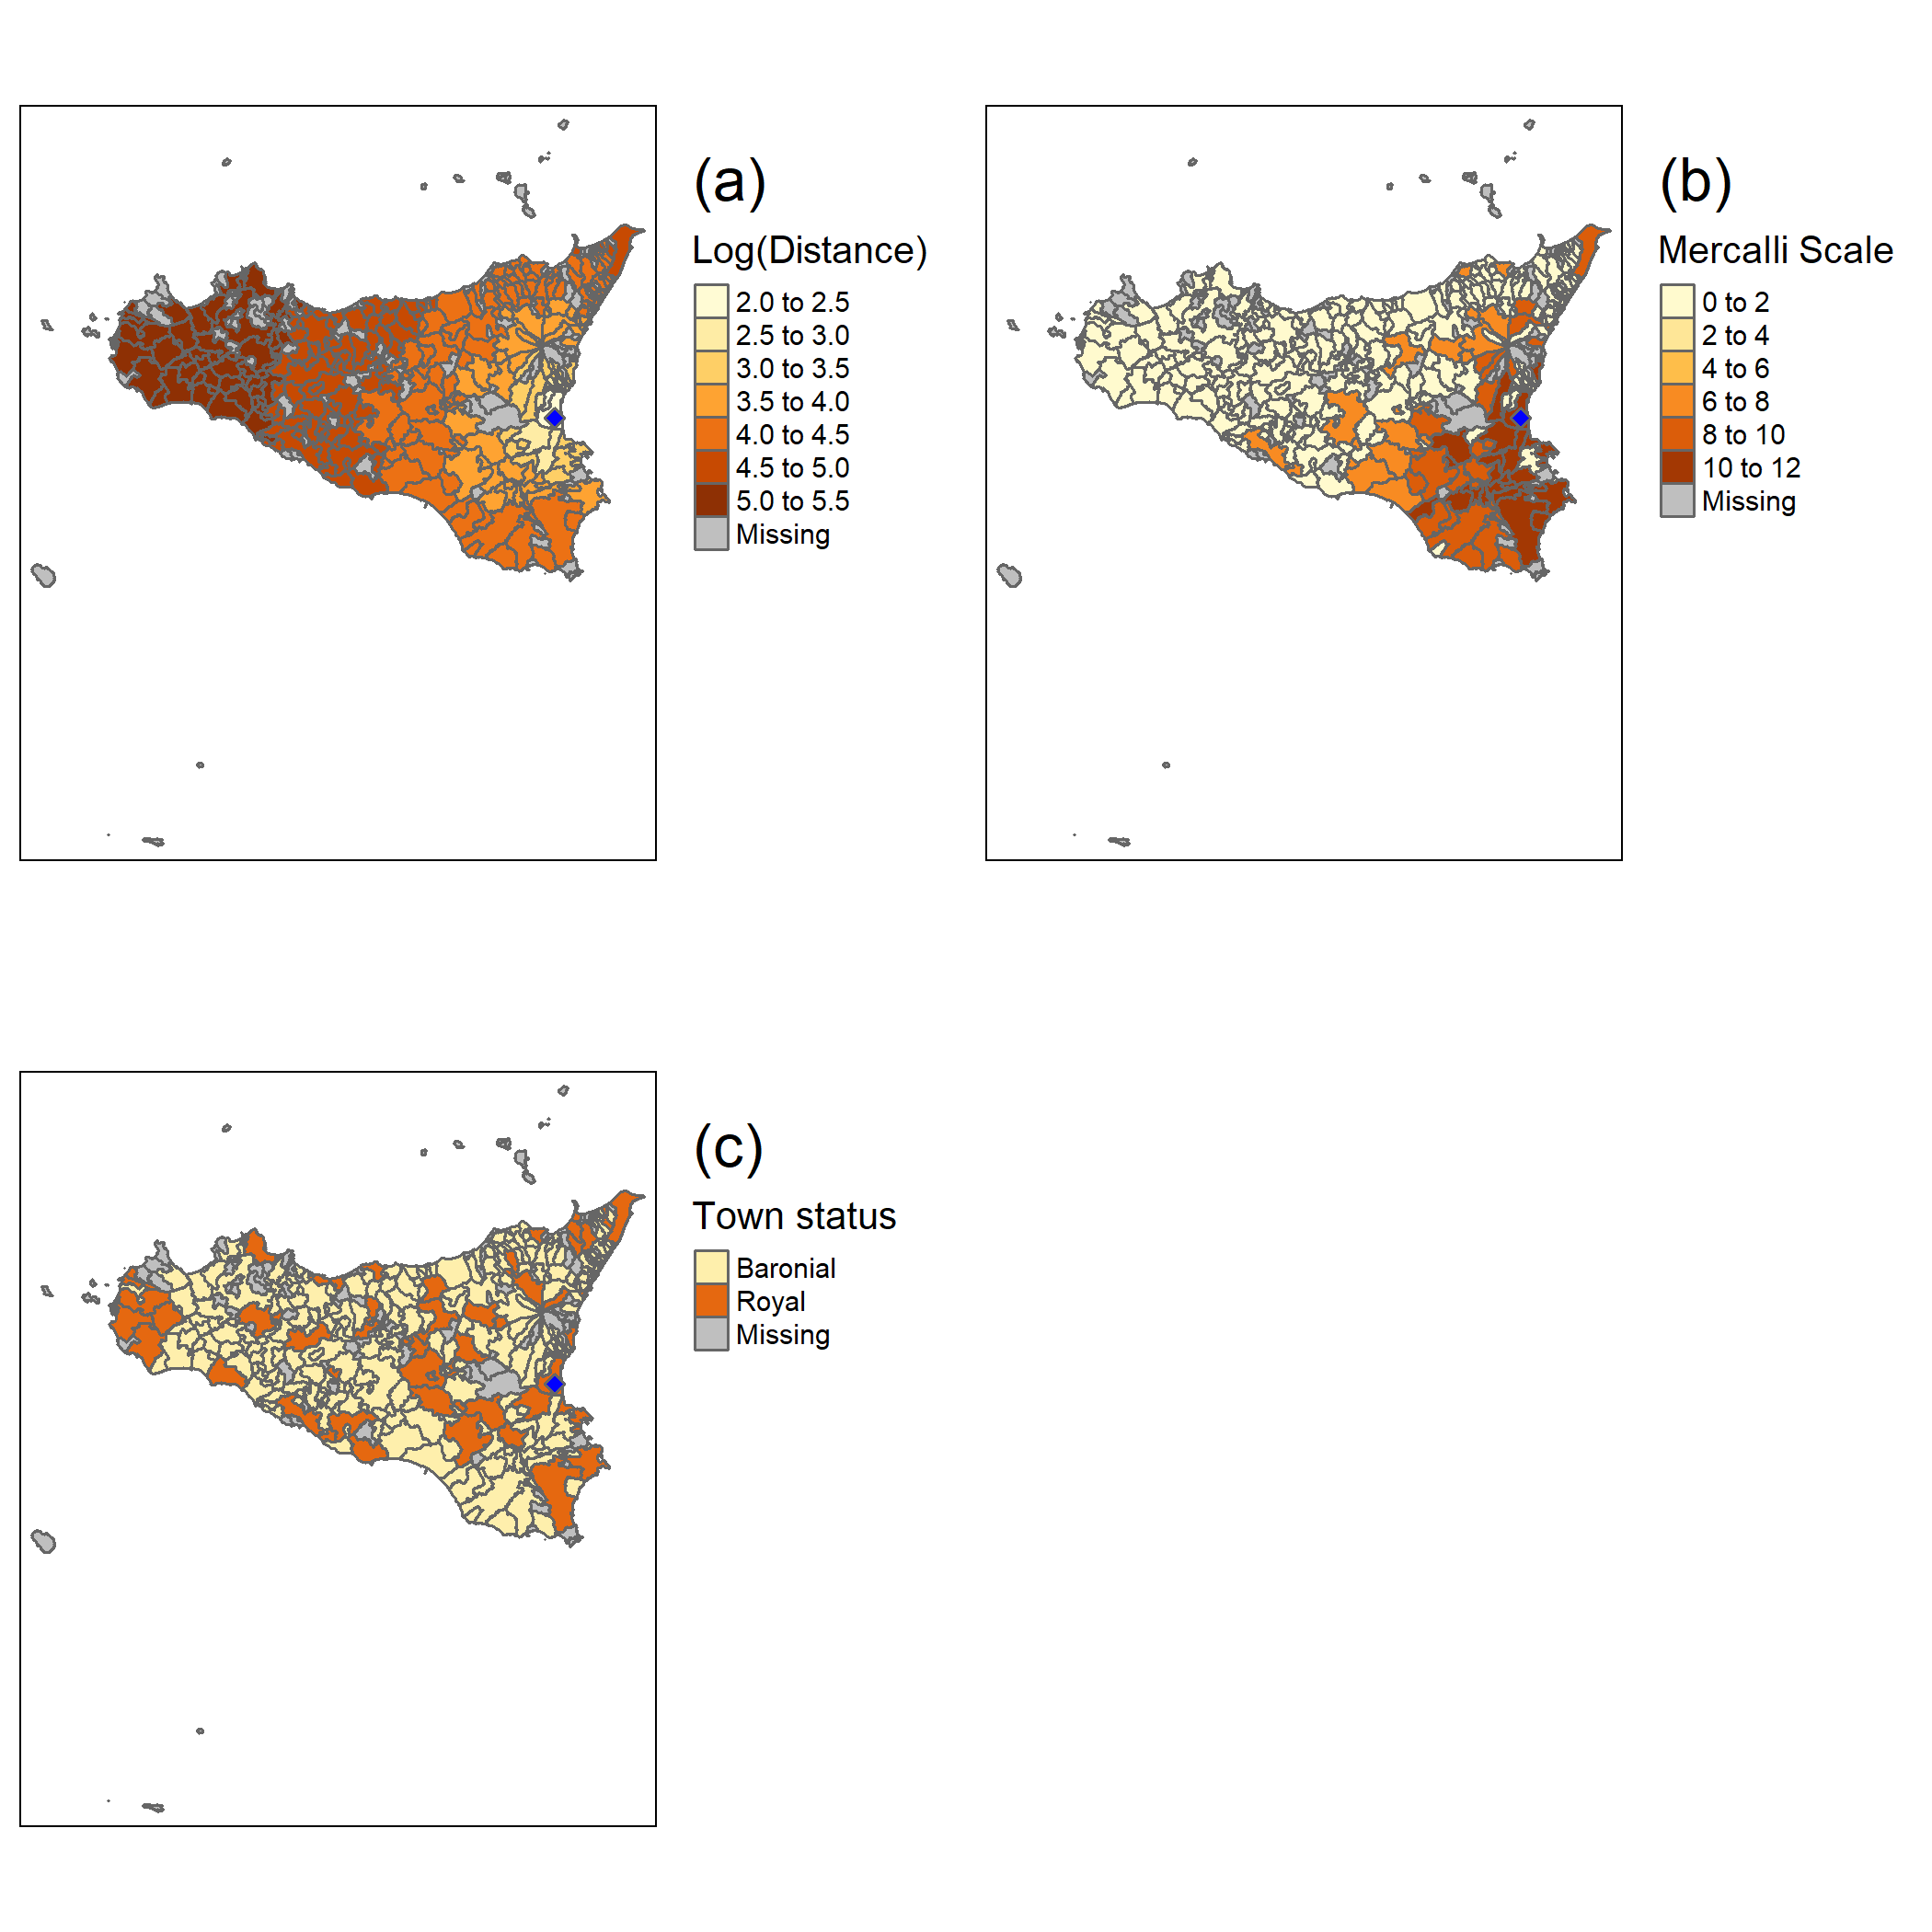 (a)
Log(Distance)
2.0 to 2.5
2.5 to 3.0
3.0 to 3.5
3.5 to 4.0
4.0 to 4.5
4.5 to 5.0
5.0 to 5.5
Missing
(b)
Mercalli Scale
0 to 2
2 to 4
4 to 6
6 to 8
8 to 10
10 to 12
Missing
(c)
Town status
Baronial
Royal
Missing